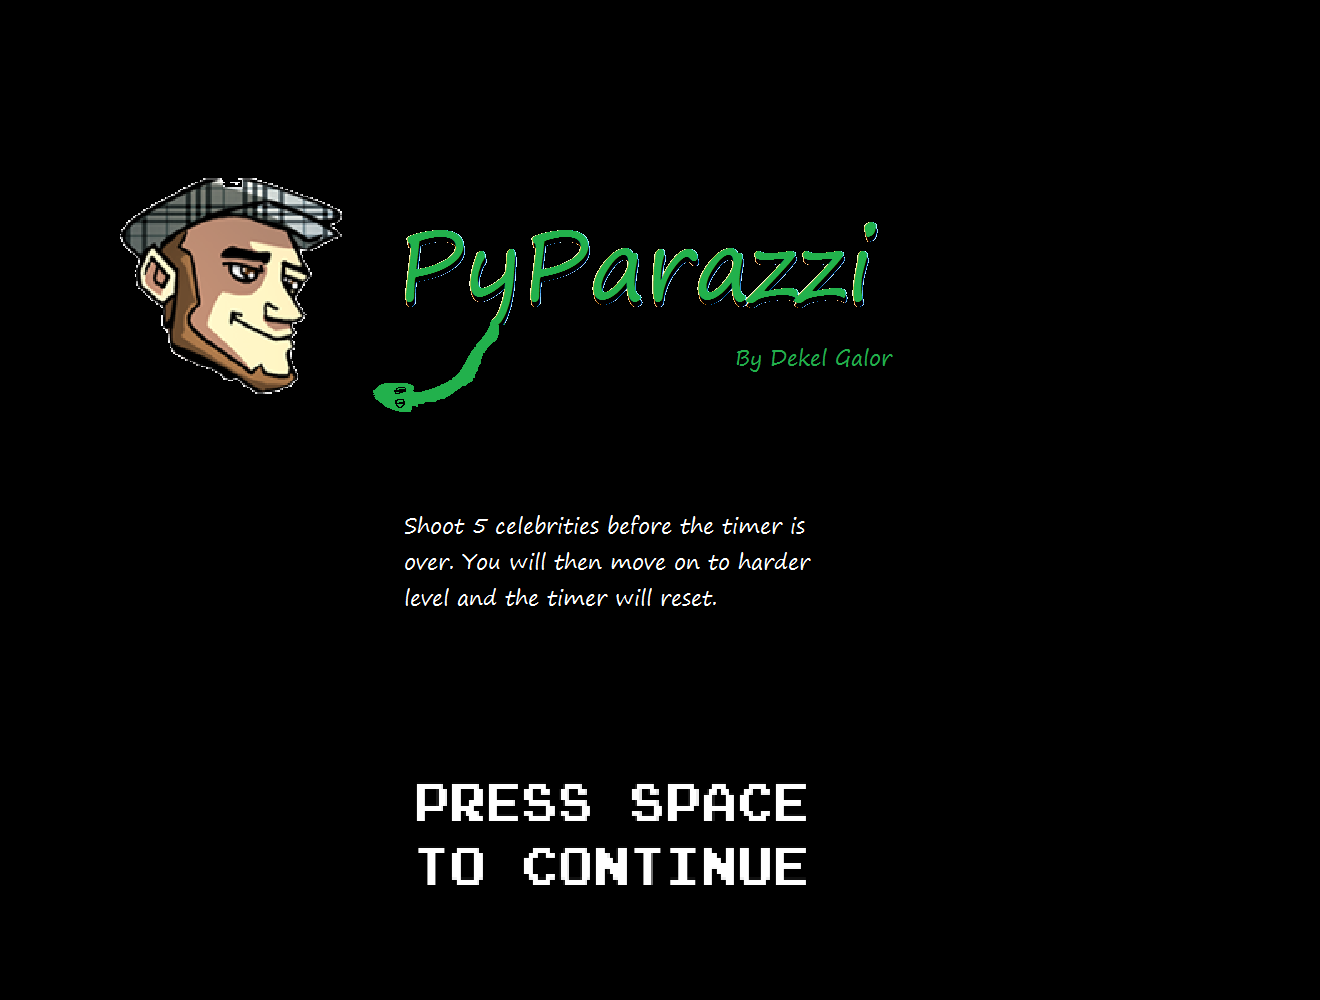 PyParazzi
By Dekel Galor
Shoot 5 celebrities before the timer is
over. You will then move on to harder
level and the timer will reset.
PRESS SPACE
TO CONTINUE